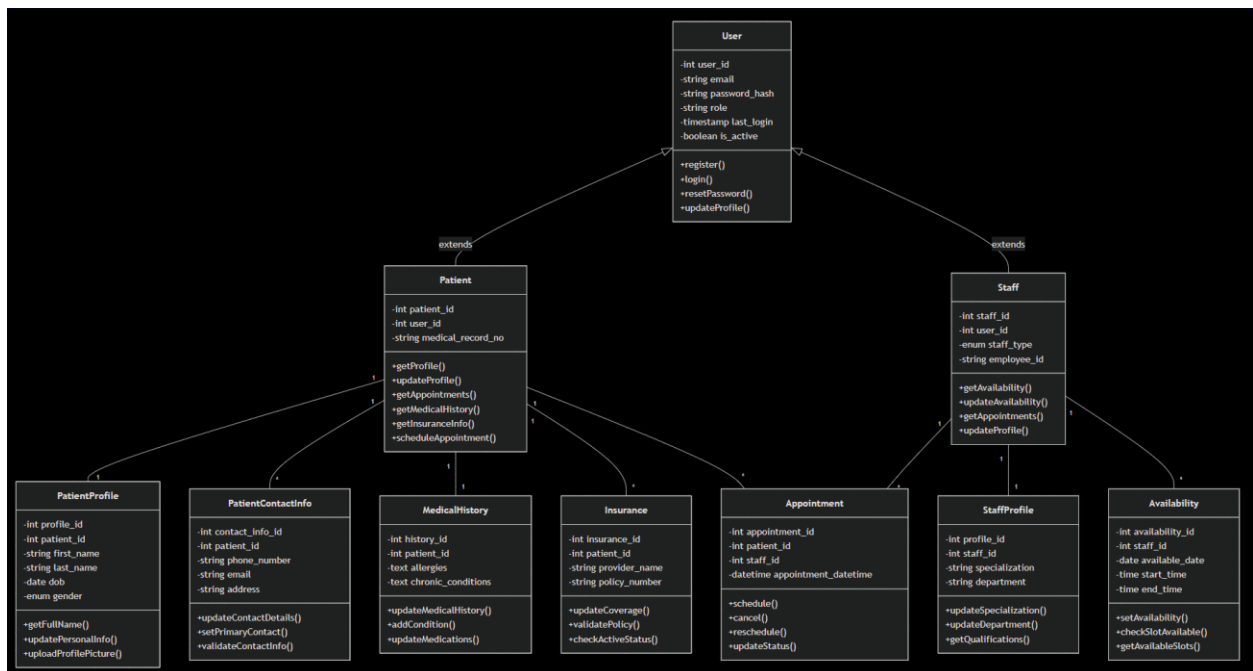 User
-int user_id
-string email
-string password_hash
-string role
-timestamp last_login
-boolean is_active
+register()
+login()
+resetPassword()
+updateProfile()
extends
extends
Patient
-int patient_id
-int user_id
-string medical_record_no
+getProfile()
+updateProfile()
+getAppointments()
+getMedicalHistory()
+getInsuranceInfo()
+scheduleAppointment()
Staff
-int staff_id
-int user_id
-enum staff_type
-string employee_id
+getAvailability()
+updateAvailability()
+getAppointments()
+updateProfile()
1
1
1
1
1
1
1
1
1
*
1
*
*
*
1
*
PatientProfile
-int profile_id
-int patient_id
-string first_name
-string last_name
-date dob
-enum gender
+getFullName()
+updatePersonalInfo()
+uploadProfilePicture()
PatientContactInfo
-int contact_info_id
-int patient_id
-string phone_number
-string email
-string address
+updateContactDetails()
+setPrimaryContact()
+validateContactInfo()
MedicalHistory
-int history_id
-int patient_id
-text allergies
-text chronic_conditions
+updateMedicalHistory()
+addCondition()
+updateMedications()
Insurance
-int insurance_id
-int patient_id
-string provider_name
-string policy_number
+updateCoverage()
+validatePolicy()
+checkActiveStatus()
Appointment
-int appointment_id
-int patient_id
-int staff_id
-datetime appointment_datetime
+schedule()
+cancel()
+reschedule()
+updateStatus()
StaffProfile
-int profile_id
-int staff_id
-string specialization
-string department
+updateSpecialization()
+updateDepartment()
+getQualifications()
Availability
-int availability_id
-int staff_id
-date available_date
-time start_time
-time end_time
+setAvailability()
+checkSlotAvailable()
+getAvailableSlots()